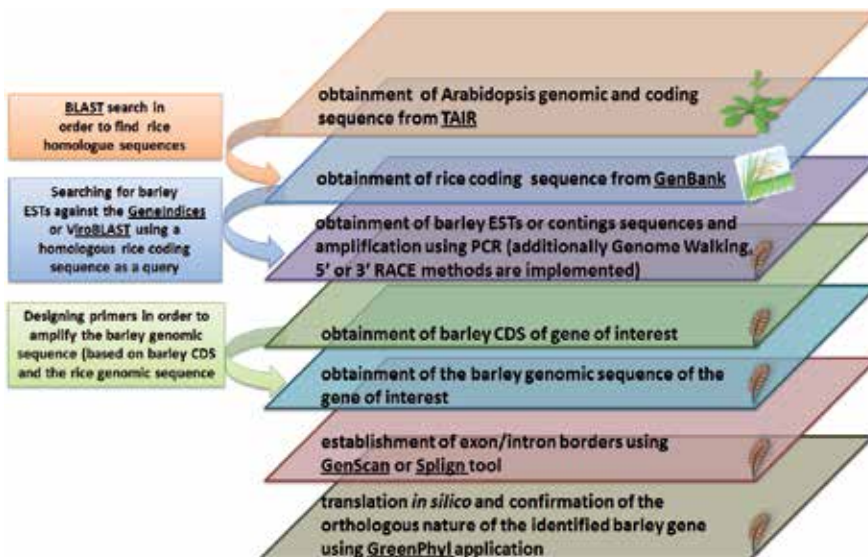 BLAST search in
order to find rice
homologue sequences
Searching for barley
ESTs against the GeneIndices
or ViroBLAST using a
homologous rice coding
sequence as a query
Designing primers in order to
amplify the barley genomic
sequence (based on barley CDS
and the rice genomic sequence
obtainment of Arabidopsis genomic and coding
sequence from TAIR
obtainment of rice coding sequence from GenBank
obtainment of barley ESTs or contings sequences and
amplification using PCR (additionally Genome Walking,
5' or 3' RACE methods are implemented)
obtainment of barley CDS of gene of interest
obtainment of the barley genomic sequence of the
gene of interest
establishment of exon/intron borders using
GenScan or Splign tool
translation in silico and confirmation of the
orthologous nature of the identified barley gene
using GreenPhyl application